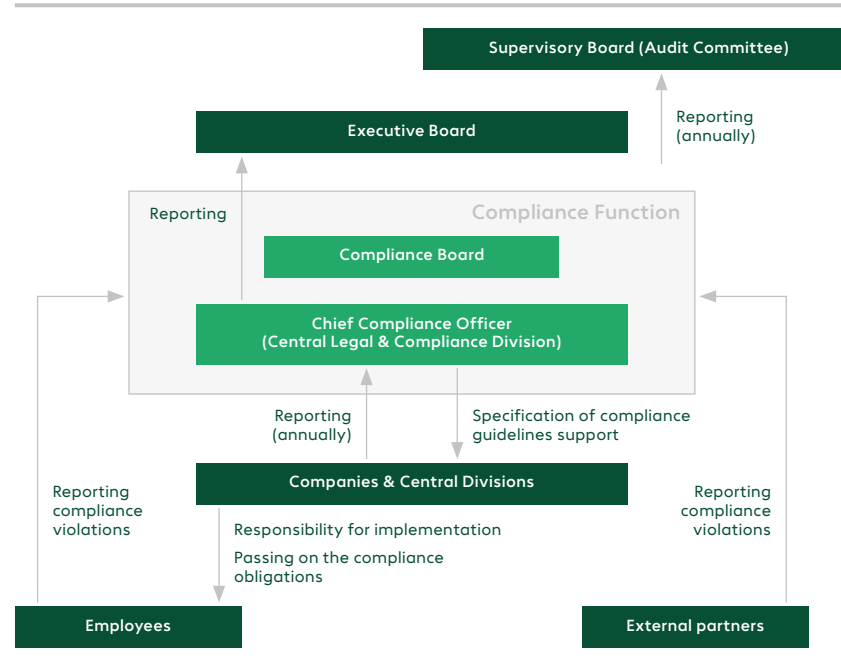 Supervisory Board (Audit Committee)
Reporting
(annually)
Executive Board
Reporting
Compliance Function
Compliance Board
Chief Compliance Officer
(Central Legal & Compliance Division)
Reporting
(annually)
Specification of compliance
guidelines support
Companies & Central Divisions
Reporting
compliance
violations
Responsibility for implementation
Passing on the compliance
obligations
Reporting
compliance
violations
Employees
External partners